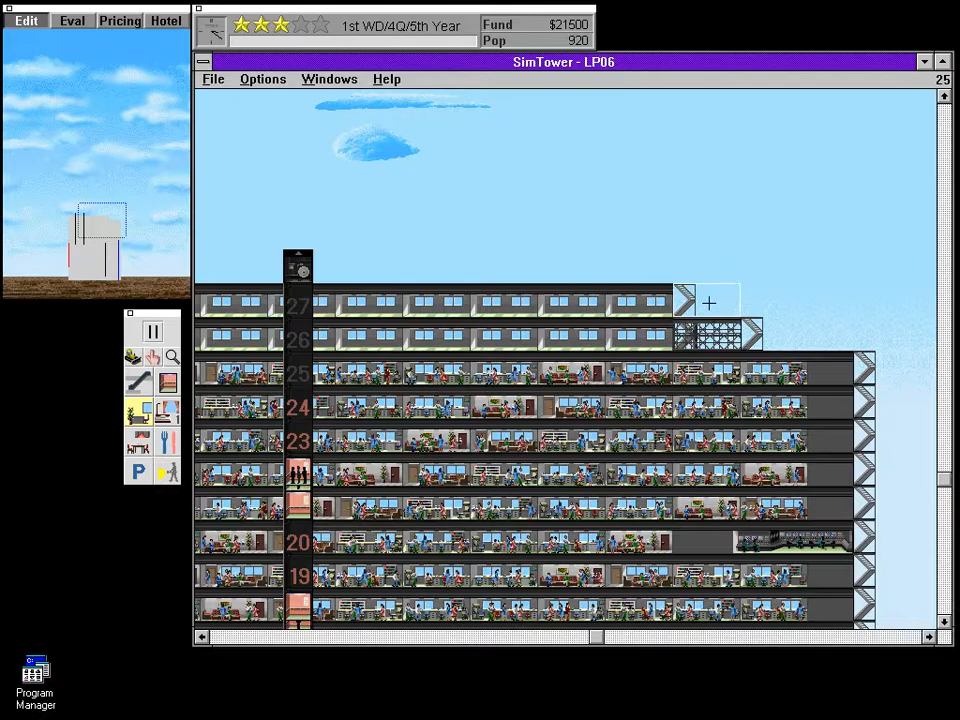 Edit Eval Pricing Hotel
1st WD/4Q/5th Year
Fund $21500
Pop 920
SimTower - LP06
File Options Windows Help 25
27
26
25
24
23
20
19
P
Program
Manager